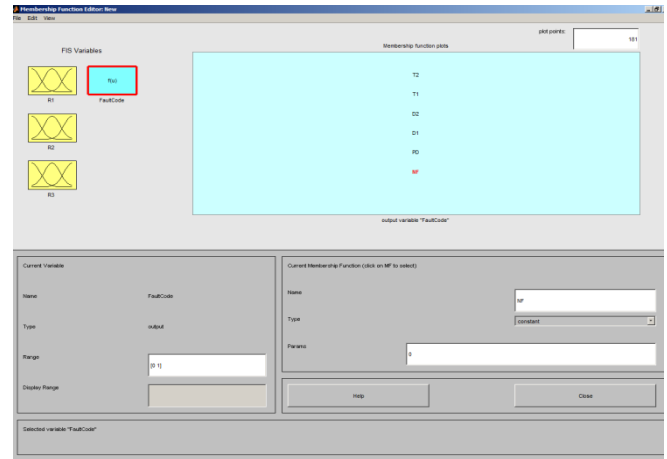 Membership Function Editor: New
File Edit View
FIS Variables
R1
f(u)
FaultCode
R2
R3
plot points:
181
Membership function plots
T2
T1
D2
D1
PD
NF
output variable "FaultCode"
Current Variable
Name FaultCode
Type output
Range [0 1]
Display Range
Current Membership Function (click on MF to select)
Name NF
Type constant
Params 0
Help Close
Selected variable "FaultCode"